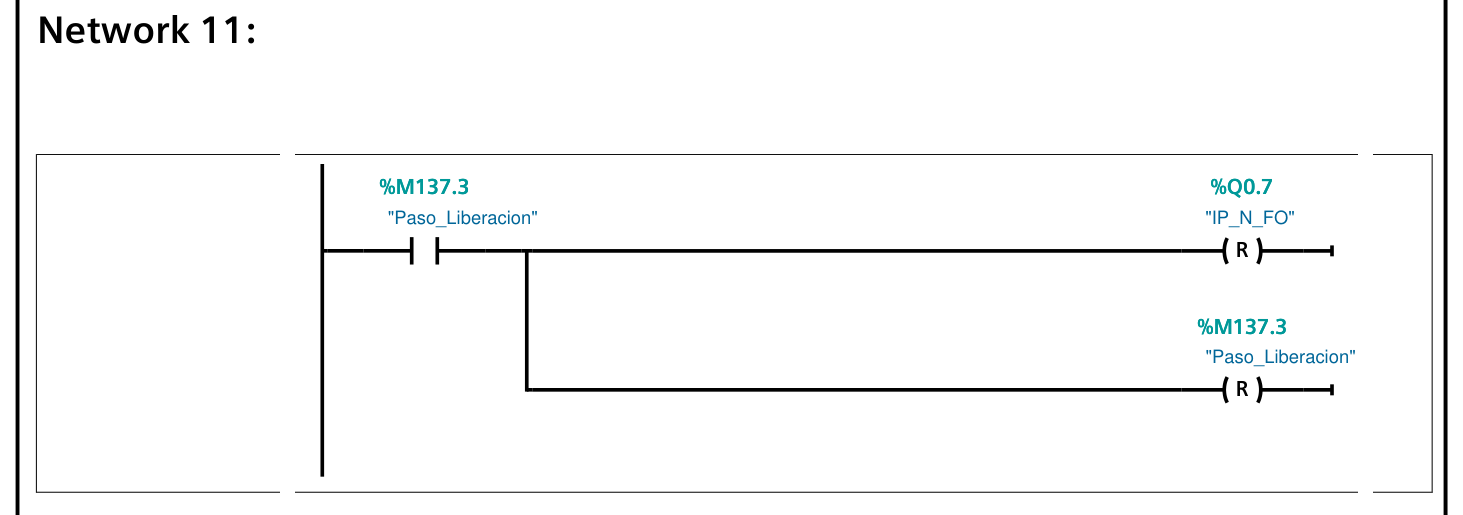 Network 11:
%M137.3
"Paso_Liberacion"
%Q0.7
"IP_N_FO"
R
%M137.3
"Paso_Liberacion"
R